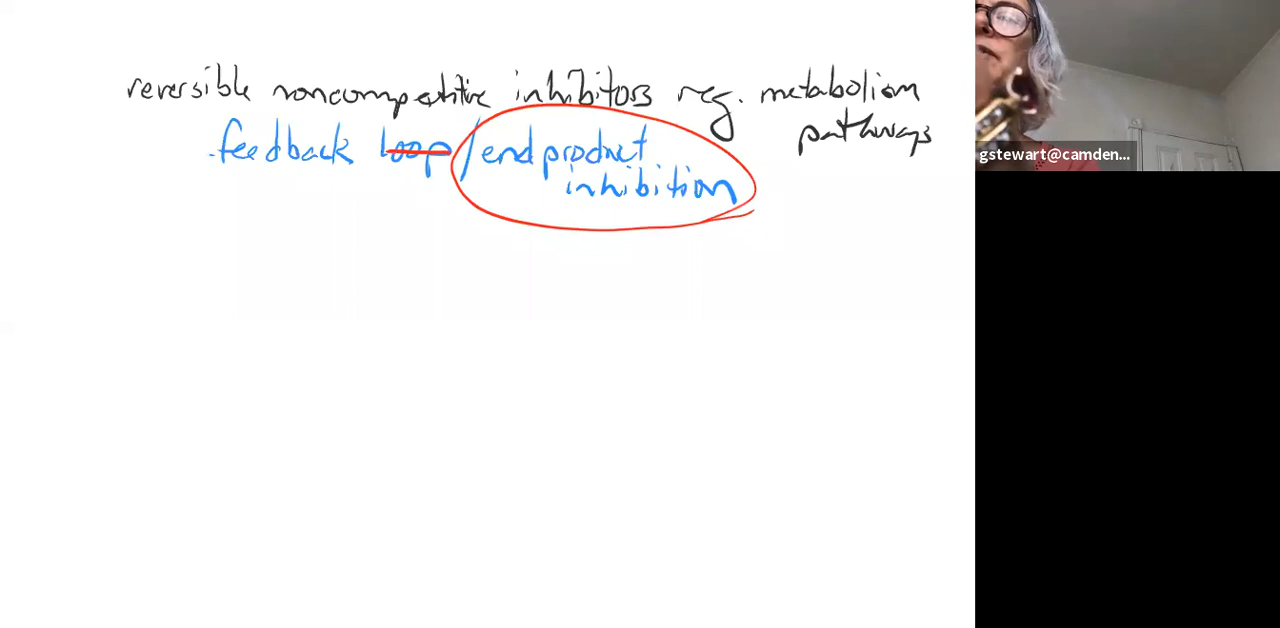 reversible noncompetitive inhibitors reg. metabolism
pathways
feedback loop/end product
inhibition
gstewart@camden...